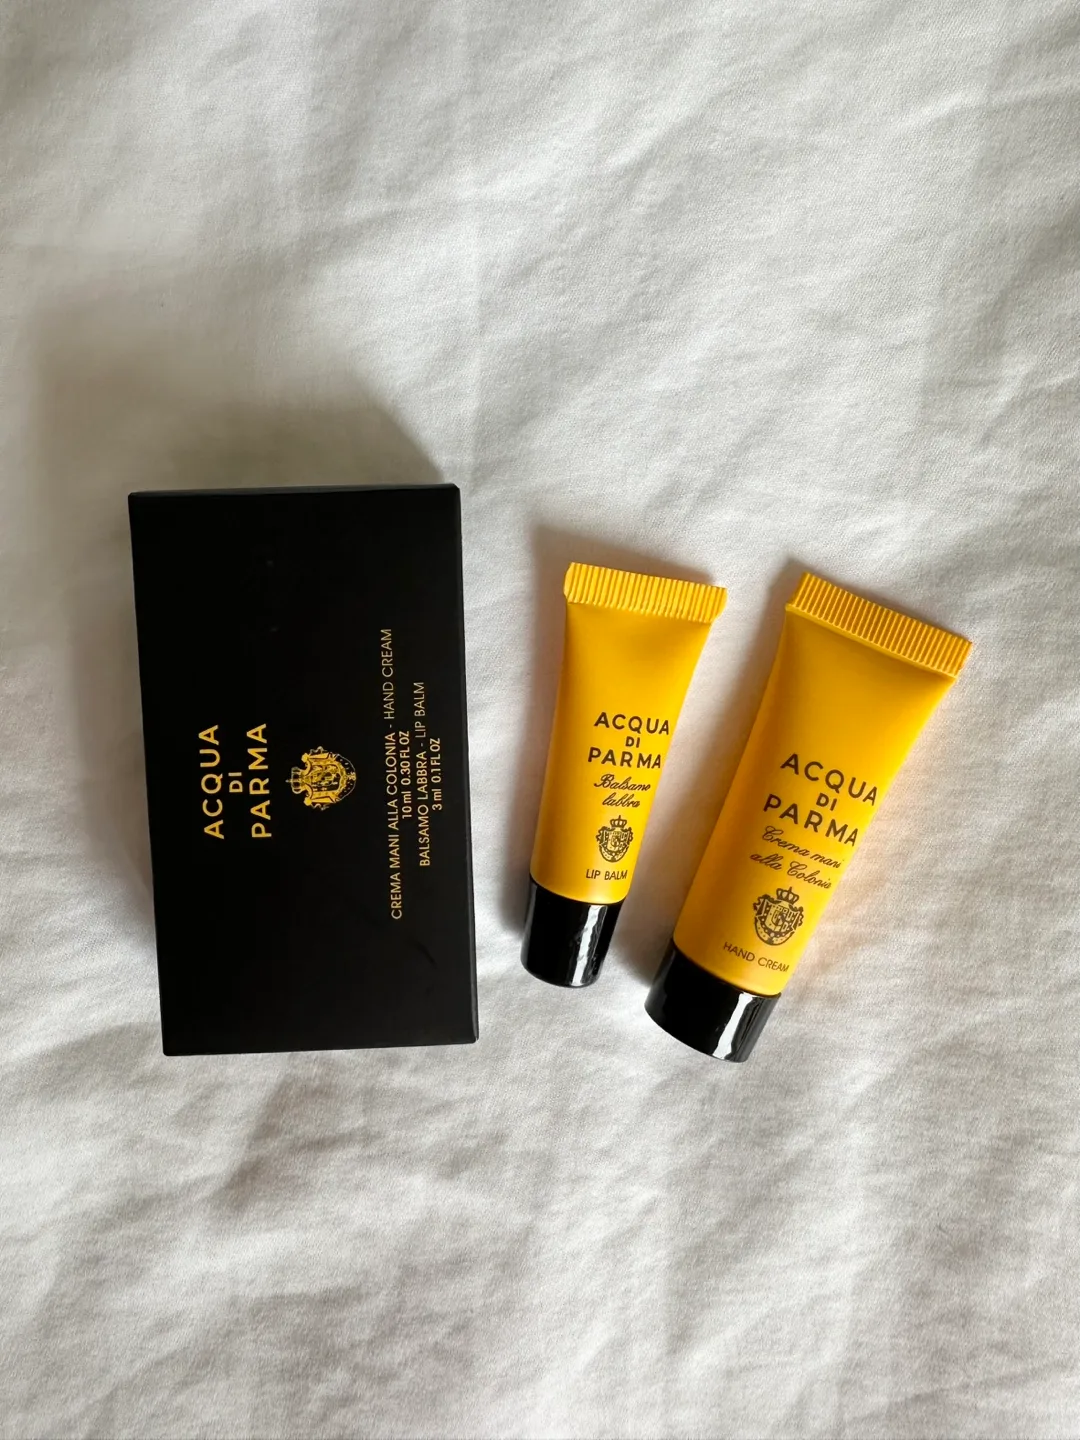 ACQUA
DI
PARMA
CREMA MANI ALLA COLONIA - HAND CREAM
10 ml 0.30 FL OZ
BALSAMO LABBRA - LIP BALM
3 ml 0.1 FL OZ
ACQUA
DI
PARMA
Balsamo
labbra
LIP BALM
ACQUA
DI
PARMA
Crema mani
alla Colonia
HAND CREAM